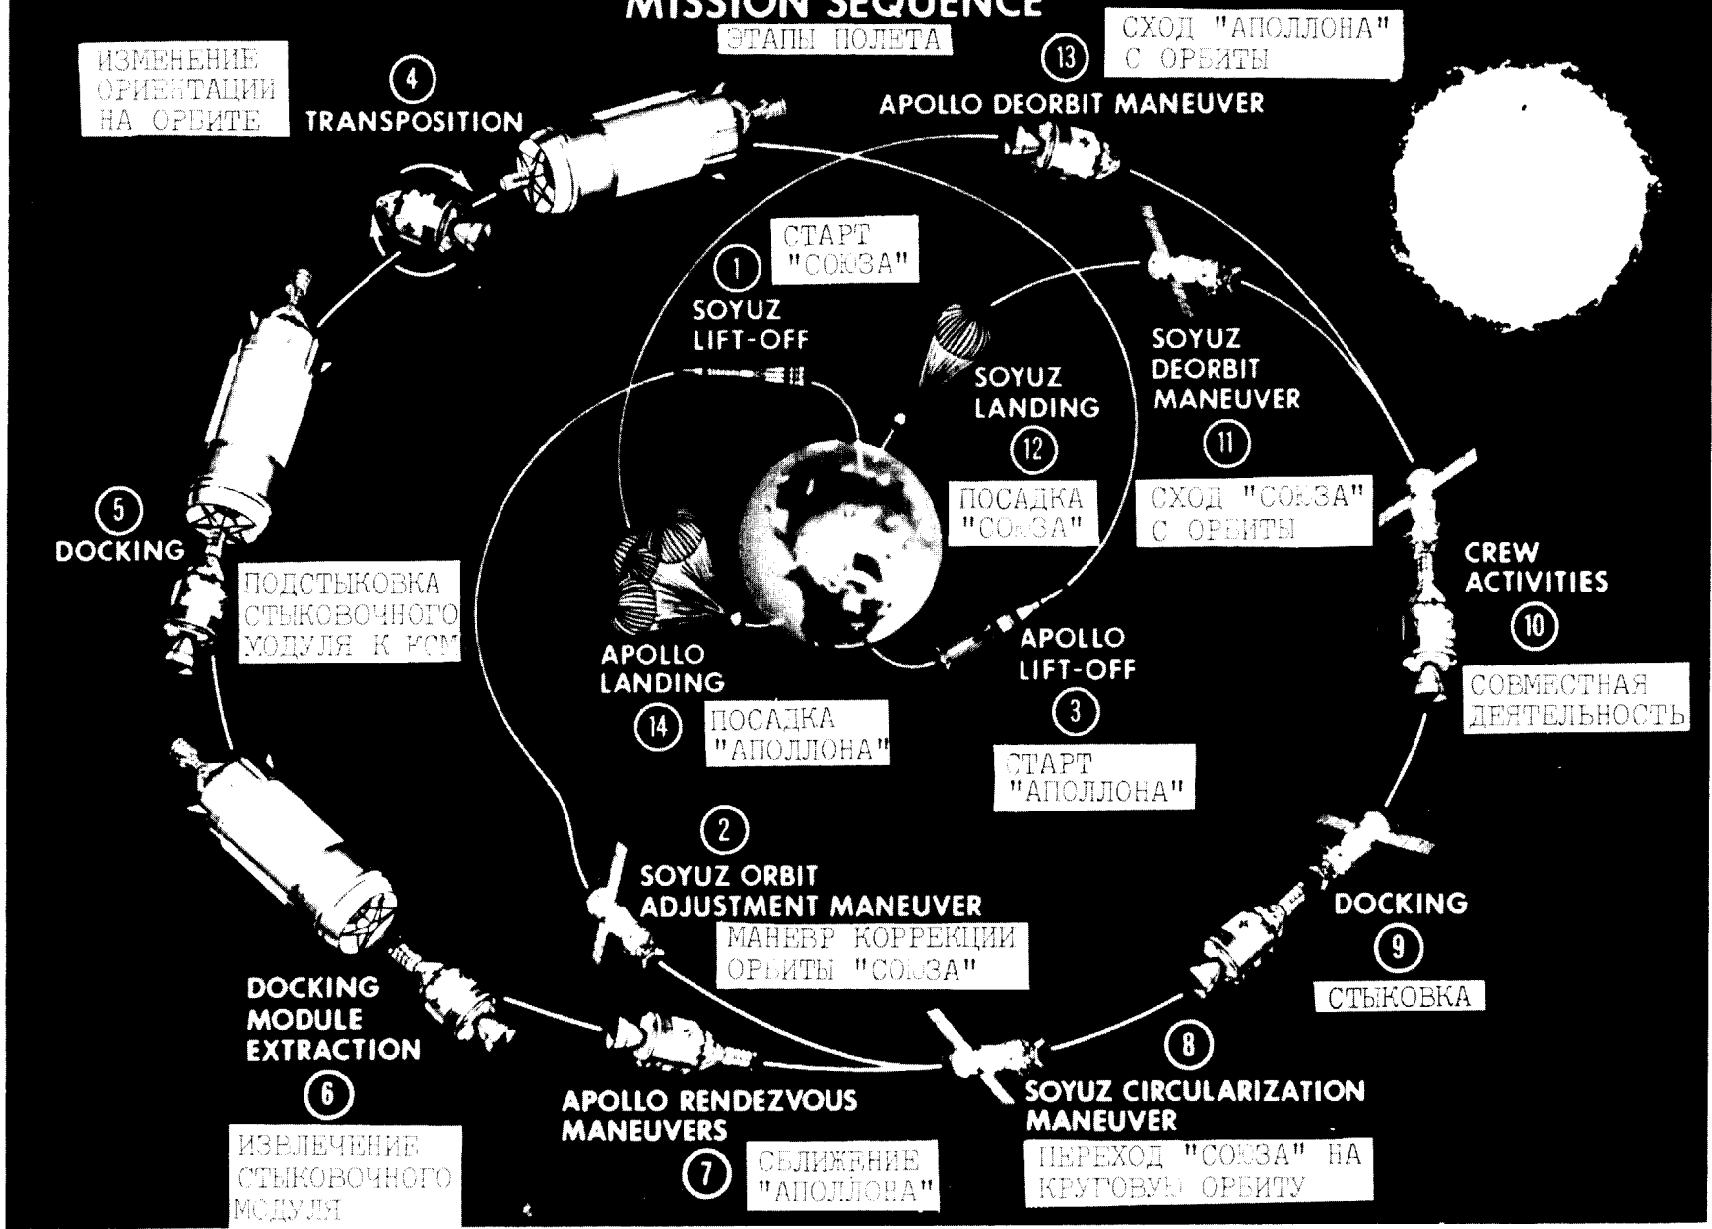 MISSION SEQUENCE
ЭТАПЫ ПОЛЕТА
ИЗМЕНЕНИЕ
ОРИЕНТАЦИИ
НА ОРБИТЕ
4
TRANSPOSITION
13
СХОД "АПОЛЛОНА"
С ОРБИТЫ
APOLLO DEORBIT MANEUVER
1
СТАРТ
"СОЮЗА"
SOYUZ
LIFT-OFF
SOYUZ
LANDING
12
ПОСАДКА
"СОЮЗА"
SOYUZ
DEORBIT
MANEUVER
11
СХОД "СОЮЗА"
С ОРБИТЫ
5
DOCKING
ПОДСТЫКОВКА
СТЫКОВОЧНОГО
МОДУЛЯ К КСМ
CREW
ACTIVITIES
10
СОВМЕСТНАЯ
ДЕЯТЕЛЬНОСТЬ
APOLLO
LANDING
14
ПОСАДКА
"АПОЛЛОНА"
APOLLO
LIFT-OFF
3
СТАРТ
"АПОЛЛОНА"
2
SOYUZ ORBIT
ADJUSTMENT MANEUVER
МАНЕВР КОРРЕКЦИИ
ОРБИТЫ "СОЮЗА"
DOCKING
9
СТЫКОВКА
DOCKING
MODULE
EXTRACTION
6
ИЗВЛЕЧЕНИЕ
СТЫКОВОЧНОГО
МОДУЛЯ
APOLLO RENDEZVOUS
MANEUVERS
7
СБЛИЖЕНИЕ
"АПОЛЛОНА"
8
SOYUZ CIRCULARIZATION
MANEUVER
ПЕРЕХОД "СОЮЗА" НА
КРУГОВУЮ ОРБИТУ